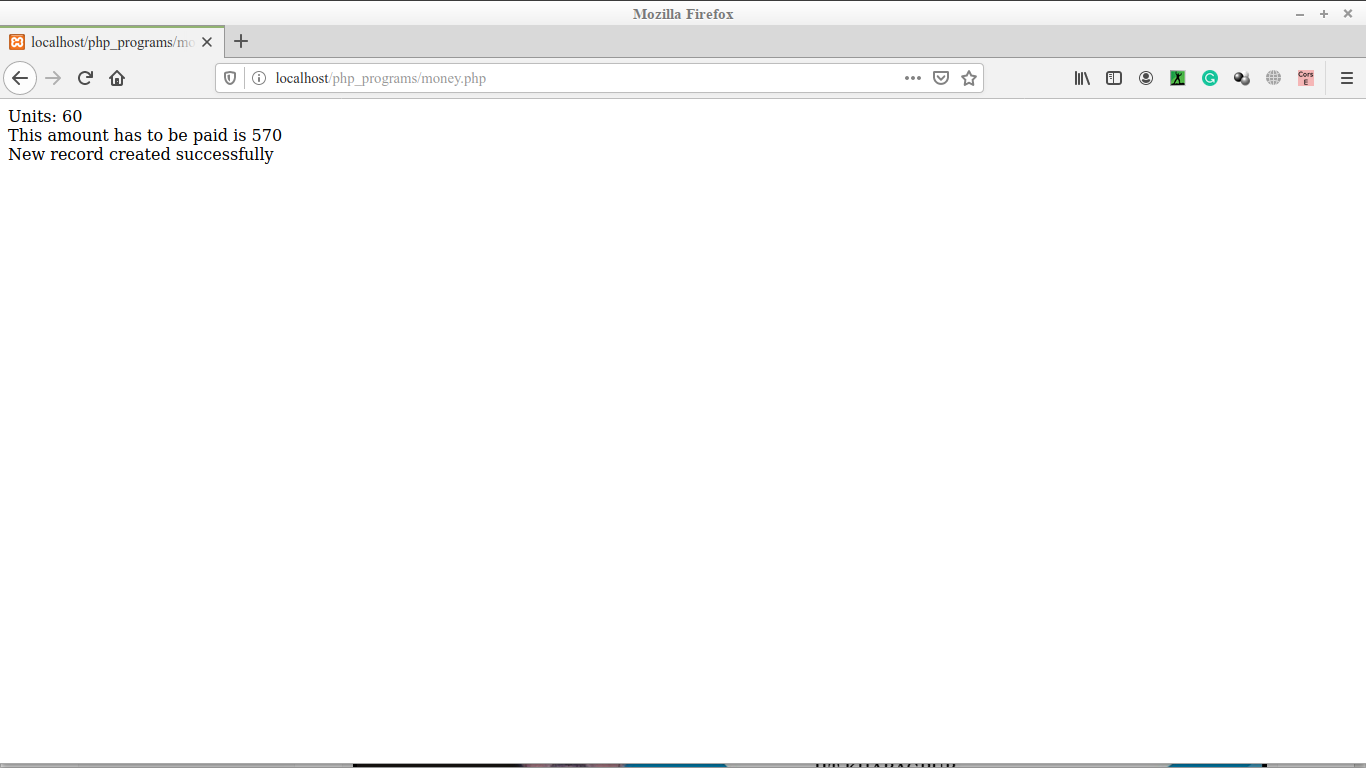 Mozilla Firefox
localhost/php_programs/mo
localhost/php_programs/money.php
Cors
E
Units: 60
This amount has to be paid is 570
New record created successfully